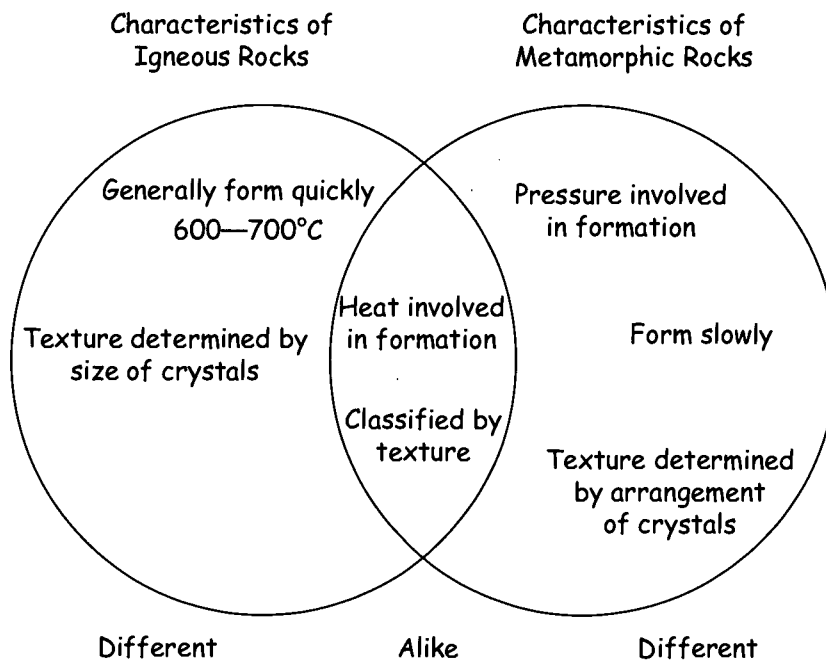 Characteristics of
Igneous Rocks
Characteristics of
Metamorphic Rocks
Generally form quickly
600—700°C
Texture determined by
size of crystals
Heat involved
in formation
Classified by
texture
Pressure involved
in formation
Form slowly
Texture determined
by arrangement
of crystals
Different
Alike
Different